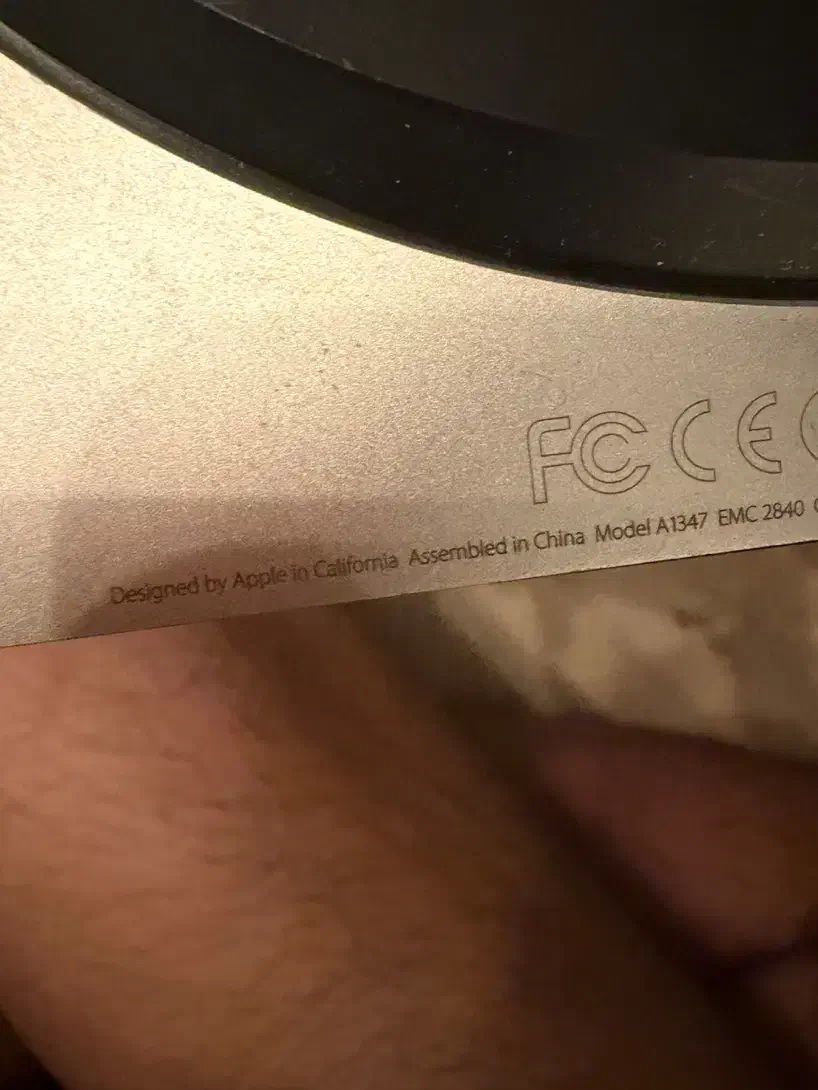 FC CE
Designed by Apple in California Assembled in China Model A1347 EMC 2840